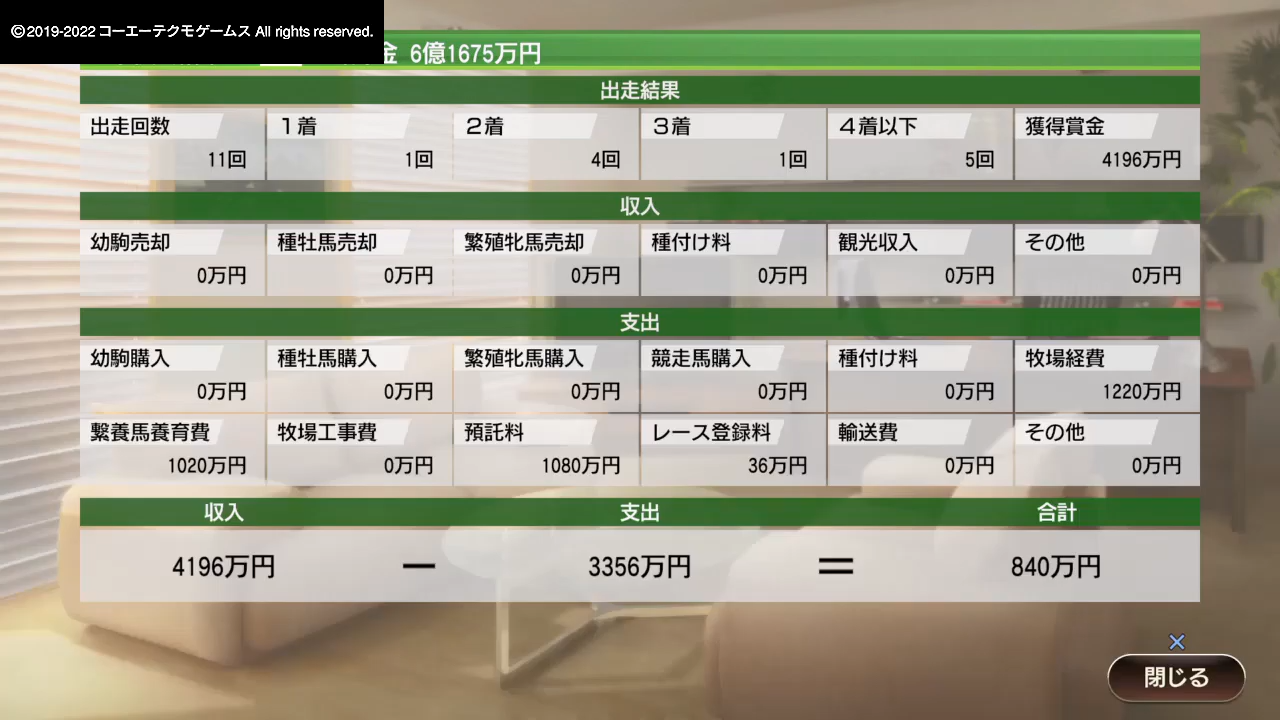 ©2019-2022 コーエーテクモゲームス All rights reserved.
金 6億1675万円
出走結果
出走回数 1着 2着 3着 4着以下 獲得賞金
11回 1回 4回 1回 5回 4196万円
収入
幼駒売却 種牡馬売却 繁殖牝馬売却 種付け料 観光収入 その他
0万円 0万円 0万円 0万円 0万円 0万円
支出
幼駒購入 種牡馬購入 繁殖牝馬購入 競走馬購入 種付け料 牧場経費
0万円 0万円 0万円 0万円 0万円 1220万円
繋養馬養育費 牧場工事費 預託料 レース登録料 輸送費 その他
1020万円 0万円 1080万円 36万円 0万円 0万円
収入 支出 合計
4196万円 － 3356万円 ＝ 840万円
×
閉じる